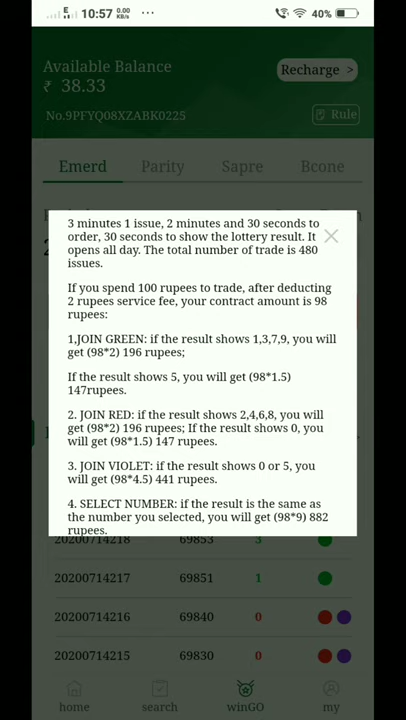 10:57 0.00 KB/s ... 40%
Available Balance
₹ 38.33
Recharge >
No.9PFYQ08XZABK0225
Rule
Emerd Parity Sapre Bcone
3 minutes 1 issue, 2 minutes and 30 seconds to
order, 30 seconds to show the lottery result. It
opens all day. The total number of trade is 480
issues.
If you spend 100 rupees to trade, after deducting
2 rupees service fee, your contract amount is 98
rupees:
1,JOIN GREEN: if the result shows 1,3,7,9, you will
get (98*2) 196 rupees;
If the result shows 5, you will get (98*1.5)
147rupees.
2. JOIN RED: if the result shows 2,4,6,8, you will
get (98*2) 196 rupees; If the result shows 0, you
will get (98*1.5) 147 rupees.
3. JOIN VIOLET: if the result shows 0 or 5, you
will get (98*4.5) 441 rupees.
4. SELECT NUMBER: if the result is the same as
the number you selected, you will get (98*9) 882
rupees.
20200714218 69853 3
20200714217 69851 1
20200714216 69840 0
20200714215 69830 0
home search winGO my